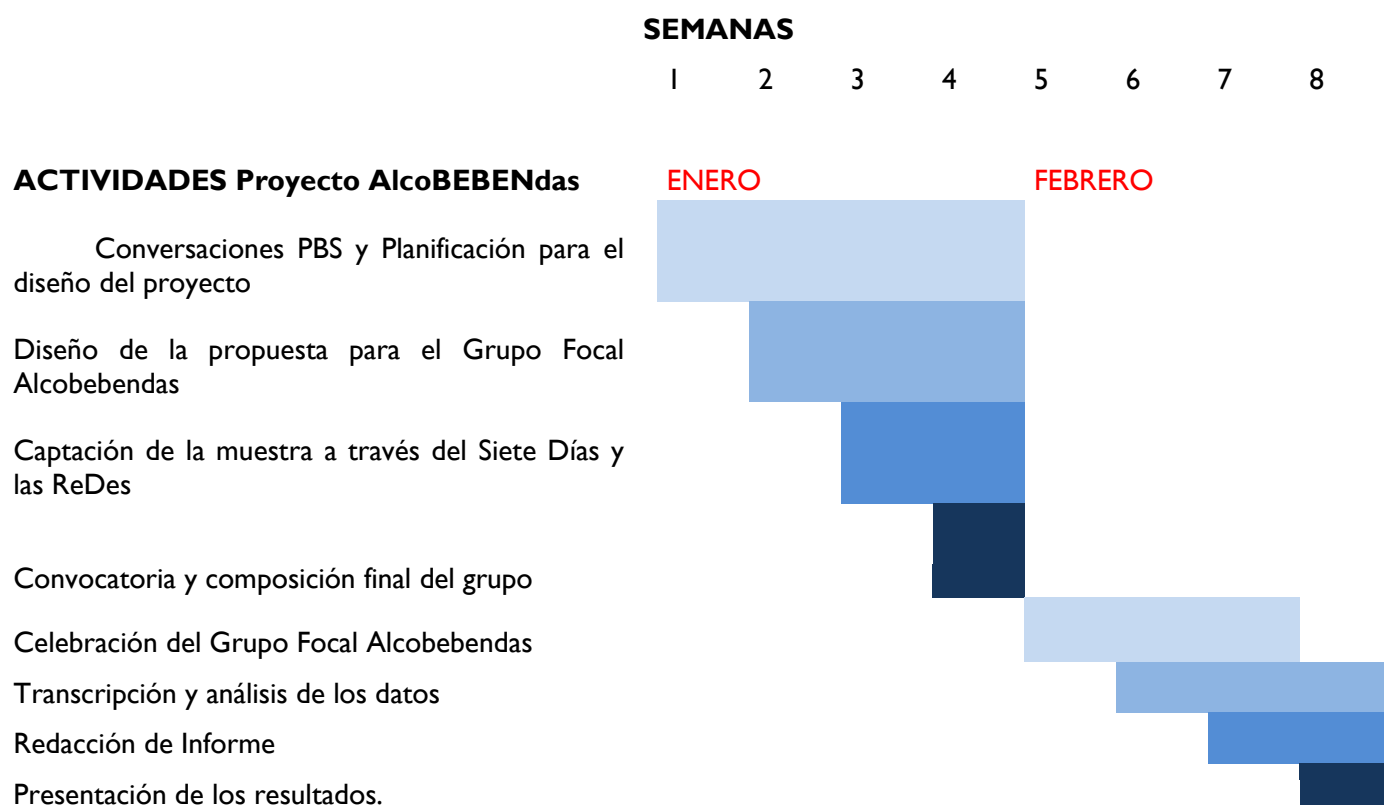 SEMANAS
1 2 3 4 5 6 7 8
ACTIVIDADES Proyecto AlcoBEBENdas ENERO FEBRERO
Conversaciones PBS y Planificación para el
diseño del proyecto
Diseño de la propuesta para el Grupo Focal
Alcobebendas
Captación de la muestra a través del Siete Días y
las ReDes
Convocatoria y composición final del grupo
Celebración del Grupo Focal Alcobebendas
Transcripción y análisis de los datos
Redacción de Informe
Presentación de los resultados.